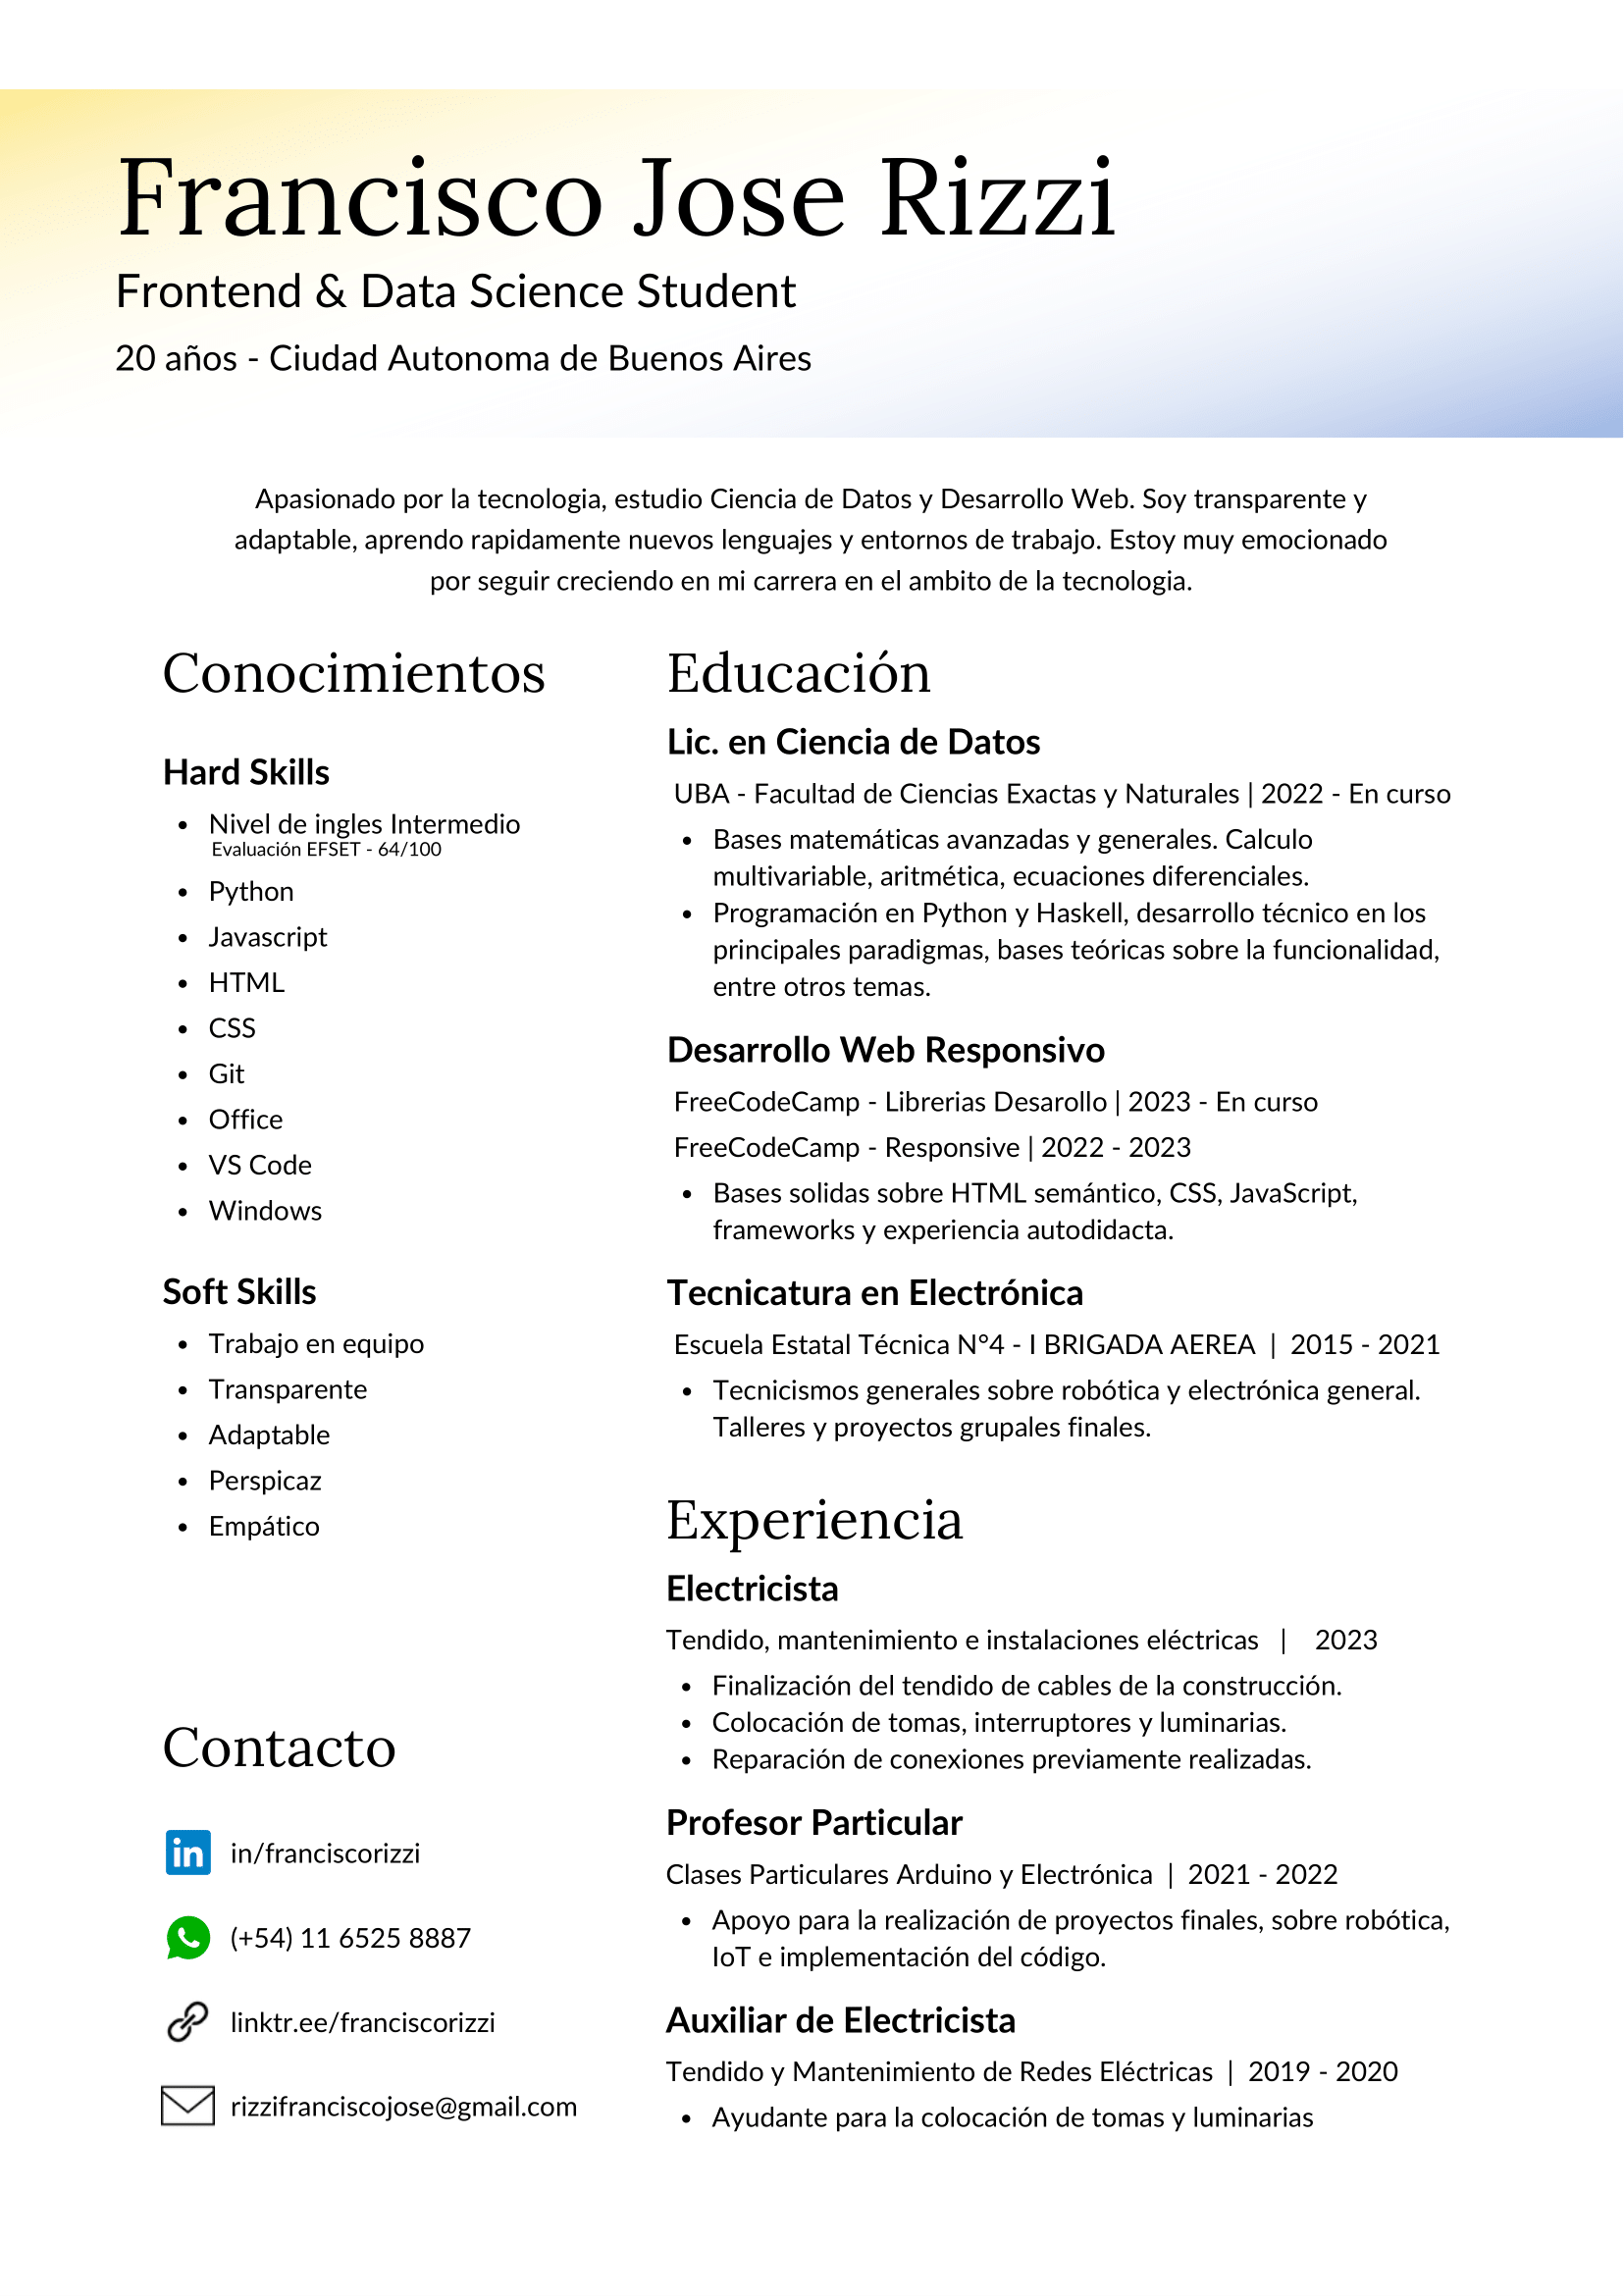 Francisco Jose Rizzi
Frontend & Data Science Student
20 años - Ciudad Autonoma de Buenos Aires
Apasionado por la tecnologia, estudio Ciencia de Datos y Desarrollo Web. Soy transparente y
adaptable, aprendo rapidamente nuevos lenguajes y entornos de trabajo. Estoy muy emocionado
por seguir creciendo en mi carrera en el ambito de la tecnologia.
Conocimientos
Hard Skills
• Nivel de ingles Intermedio
Evaluación EFSET - 64/100
• Python
• Javascript
• HTML
• CSS
• Git
• Office
• VS Code
• Windows
Soft Skills
• Trabajo en equipo
• Transparente
• Adaptable
• Perspicaz
• Empático
Contacto
in/franciscorizzi
(+54) 11 6525 8887
linktr.ee/franciscorizzi
rizzifranciscojose@gmail.com
Educación
Lic. en Ciencia de Datos
UBA - Facultad de Ciencias Exactas y Naturales | 2022 - En curso
• Bases matemáticas avanzadas y generales. Calculo
multivariable, aritmética, ecuaciones diferenciales.
• Programación en Python y Haskell, desarrollo técnico en los
principales paradigmas, bases teóricas sobre la funcionalidad,
entre otros temas.
Desarrollo Web Responsivo
FreeCodeCamp - Librerias Desarollo | 2023 - En curso
FreeCodeCamp - Responsive | 2022 - 2023
• Bases solidas sobre HTML semántico, CSS, JavaScript,
frameworks y experiencia autodidacta.
Tecnicatura en Electrónica
Escuela Estatal Técnica N°4 - I BRIGADA AEREA | 2015 - 2021
• Tecnicismos generales sobre robótica y electrónica general.
Talleres y proyectos grupales finales.
Experiencia
Electricista
Tendido, mantenimiento e instalaciones eléctricas | 2023
• Finalización del tendido de cables de la construcción.
• Colocación de tomas, interruptores y luminarias.
• Reparación de conexiones previamente realizadas.
Profesor Particular
Clases Particulares Arduino y Electrónica | 2021 - 2022
• Apoyo para la realización de proyectos finales, sobre robótica,
IoT e implementación del código.
Auxiliar de Electricista
Tendido y Mantenimiento de Redes Eléctricas | 2019 - 2020
• Ayudante para la colocación de tomas y luminarias